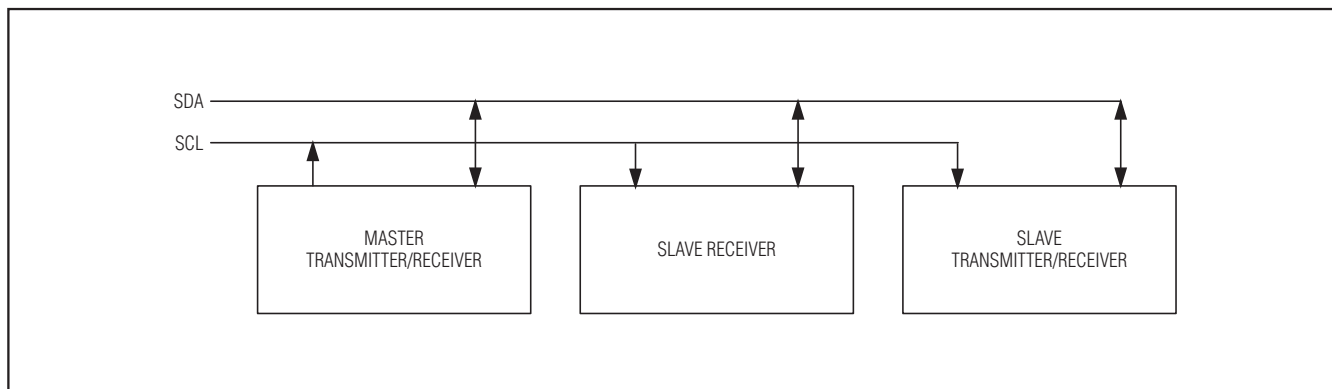 SDA
SCL
MASTER
TRANSMITTER/RECEIVER
SLAVE RECEIVER
SLAVE
TRANSMITTER/RECEIVER